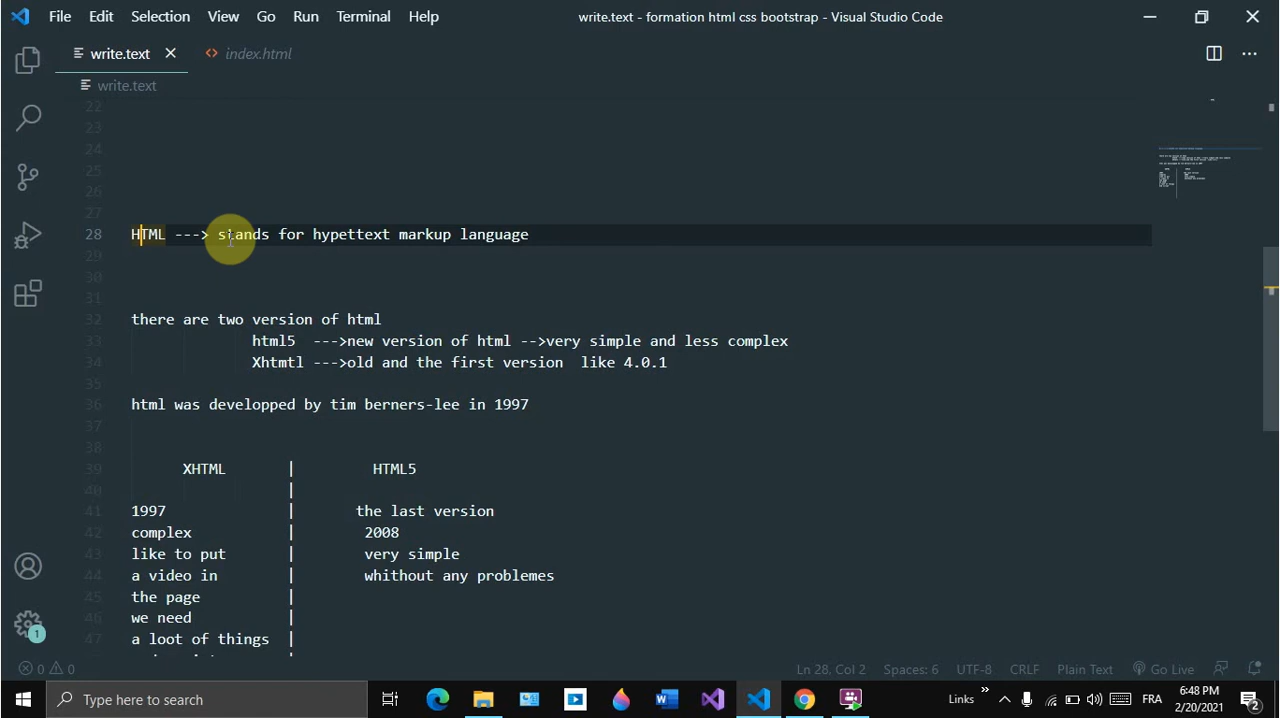 File Edit Selection View Go Run Terminal Help write.text - formation html css bootstrap - Visual Studio Code
write.text index.html
write.text
22
23
24
25
26
27
28 HTML ---> stands for hypettext markup language
29
30
31
32 there are two version of html
33 html5 --->new version of html -->very simple and less complex
34 Xhtmtl --->old and the first version like 4.0.1
35
36 html was developped by tim berners-lee in 1997
37
38
39 XHTML | HTML5
40 |
41 1997 | the last version
42 complex | 2008
43 like to put | very simple
44 a video in | whithout any problemes
45 the page |
46 we need |
47 a loot of things |
1
0 0 Ln 28, Col 2 Spaces: 6 UTF-8 CRLF Plain Text Go Live
Type here to search Links FRA 6:48 PM
2/20/2021 2